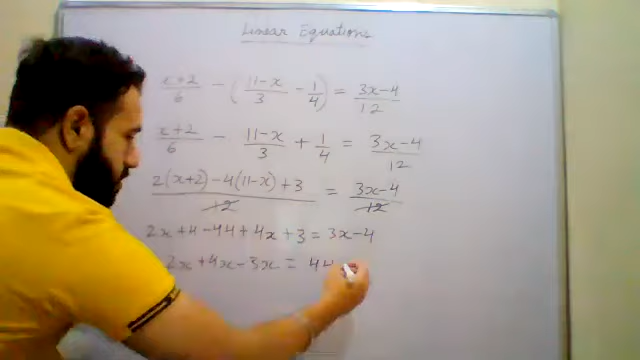 Linear Equations
x+2/6 - (11-x/3 - 1/4) = 3x-4/12
x+2/6 - 11-x/3 + 1/4 = 3x-4/12
2(x+2)-4(11-x)+3/12 = 3x-4/12
2x+4-44+4x+3=3x-4
2x+4x-3x = 44